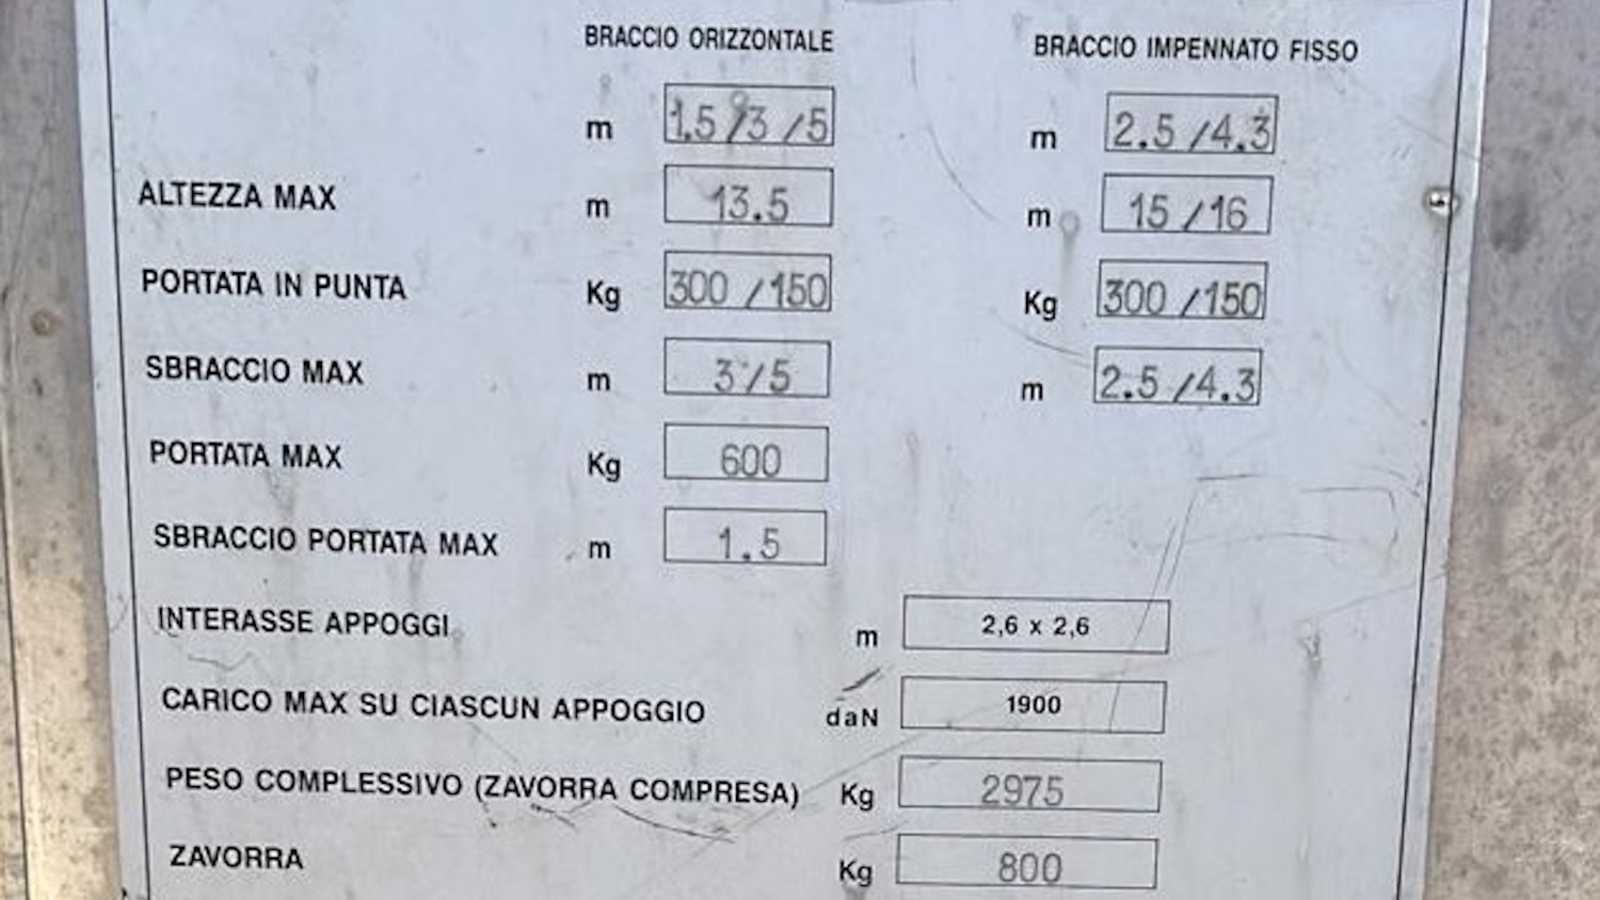 BRACCIO ORIZZONTALE BRACCIO IMPENNATO FISSO
m 1.5/3/5 m 2.5/4.3
ALTEZZA MAX m 13.5 m 15/16
PORTATA IN PUNTA Kg 300/150 Kg 300/150
SBRACCIO MAX m 3/5 m 2.5/4.3
PORTATA MAX Kg 600
SBRACCIO PORTATA MAX m 1.5
INTERASSE APPOGGI m 2,6 x 2,6
CARICO MAX SU CIASCUN APPOGGIO daN 1900
PESO COMPLESSIVO (ZAVORRA COMPRESA) Kg 2975
ZAVORRA Kg 800